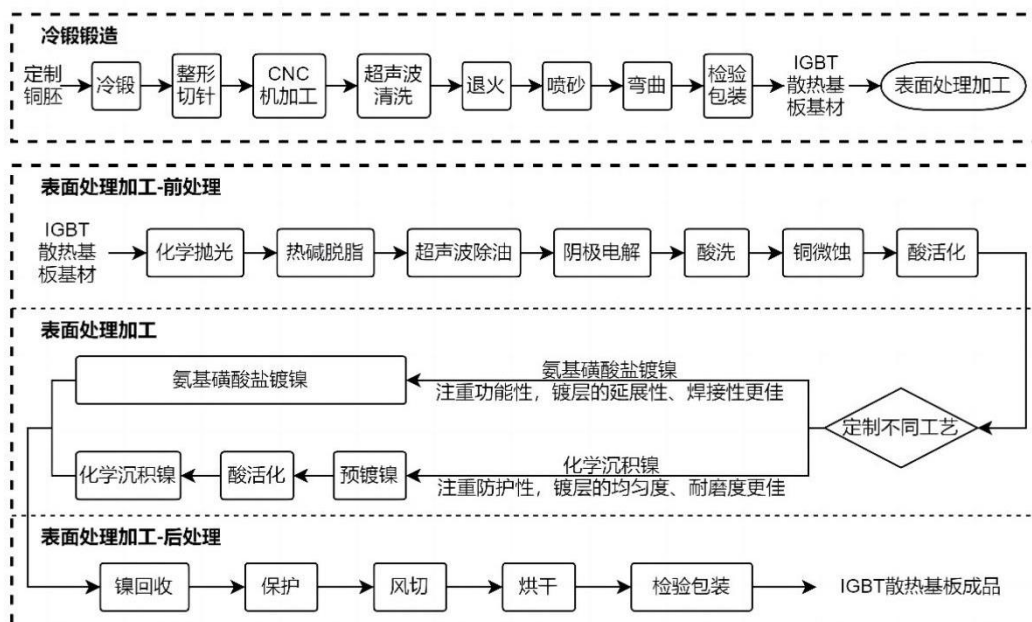 冷锻锻造
定制
铜胚
冷锻
整形
切针
CNC
机加工
超声波
清洗
退火
喷砂
弯曲
检验
包装
IGBT
散热基
板基材
表面处理加工
表面处理加工-前处理
IGBT
散热基
板基材
化学抛光
热碱脱脂
超声波除油
阴极电解
酸洗
铜微蚀
酸活化
表面处理加工
定制不同工艺
氨基磺酸盐镀镍
注重功能性，镀层的延展性、焊接性更佳
氨基磺酸盐镀镍
化学沉积镍
注重防护性，镀层的均匀度、耐磨度更佳
预镀镍
酸活化
化学沉积镍
表面处理加工-后处理
镍回收
保护
风切
烘干
检验包装
IGBT散热基板成品